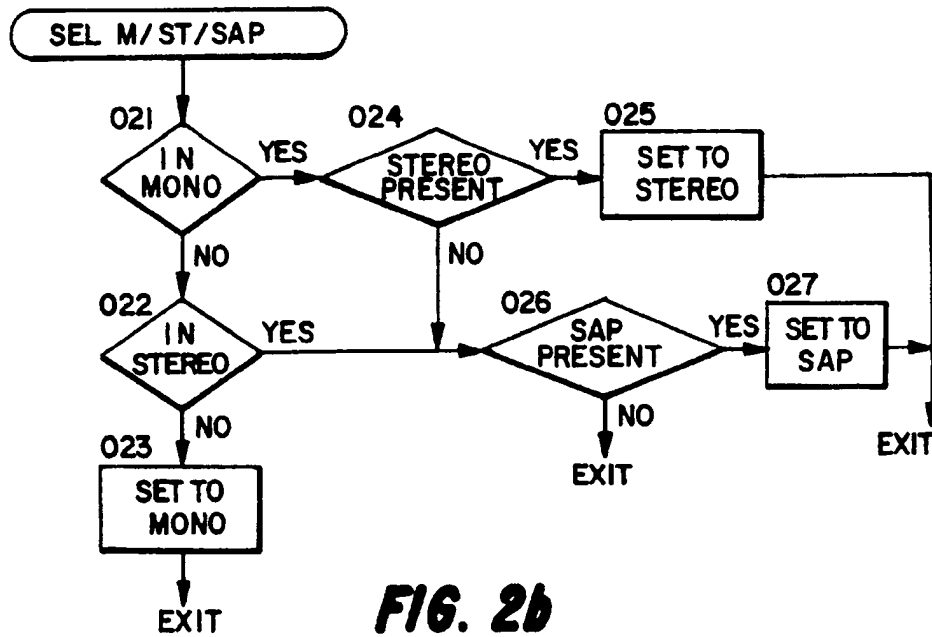 SEL M/ST/SAP
021
IN
MONO
YES
024
STEREO
PRESENT
YES
025
SET TO
STEREO
NO
NO
022
IN
STEREO
YES
026
SAP
PRESENT
YES
027
SET TO
SAP
NO
NO
EXIT
EXIT
023
SET TO
MONO
EXIT
FIG. 2b